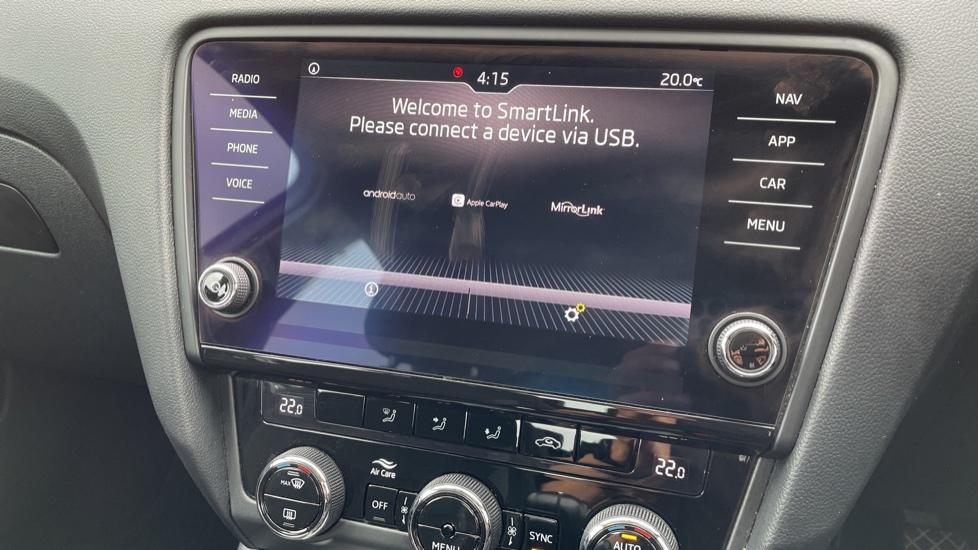 RADIO
MEDIA
PHONE
VOICE
4:15
20.0°C
Welcome to SmartLink.
Please connect a device via USB.
androidauto
Apple CarPlay
MirrorLink
NAV
APP
CAR
MENU
22.0
22.0
MAX
Air Care
OFF
MENU
SYNC
AUTO